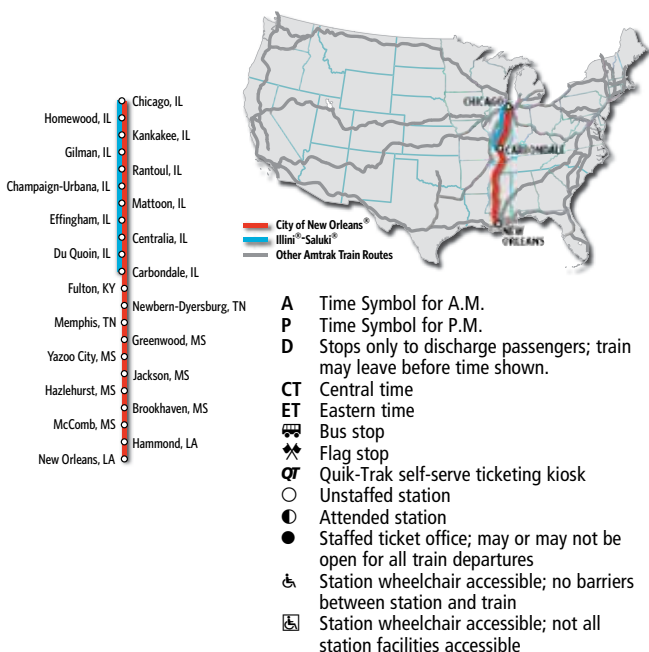 Chicago, IL
Homewood, IL
Kankakee, IL
Gilman, IL
Rantoul, IL
Champaign-Urbana, IL
Mattoon, IL
Effingham, IL
Centralia, IL
Du Quoin, IL
Carbondale, IL
Fulton, KY
Newbern-Dyersburg, TN
Memphis, TN
Greenwood, MS
Yazoo City, MS
Jackson, MS
Hazlehurst, MS
Brookhaven, MS
McComb, MS
Hammond, LA
New Orleans, LA
CHICAGO
CARBONDALE
NEW
ORLEANS
City of New Orleans®
Illini®-Saluki®
Other Amtrak Train Routes
A Time Symbol for A.M.
P Time Symbol for P.M.
D Stops only to discharge passengers; train
may leave before time shown.
CT Central time
ET Eastern time
Bus stop
Flag stop
QT Quik-Trak self-serve ticketing kiosk
Unstaffed station
Attended station
Staffed ticket office; may or may not be
open for all train departures
Station wheelchair accessible; no barriers
between station and train
Station wheelchair accessible; not all
station facilities accessible